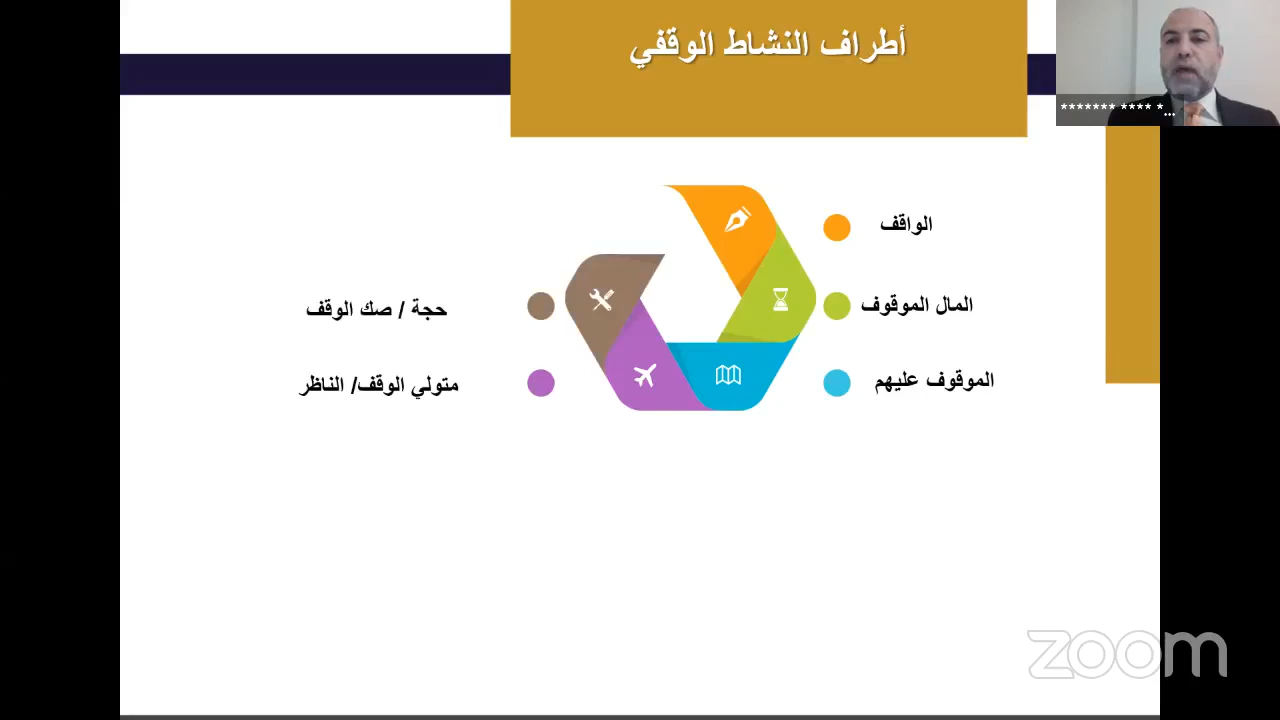 أطراف النشاط الوقفي
******* **** *...
الواقف
المال الموقوف
الموقوف عليهم
حجة / صك الوقف
متولي الوقف/ الناظر
zoom